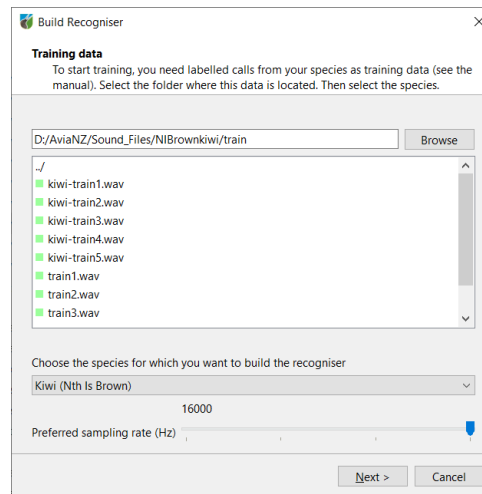 Build Recogniser
Training data
To start training, you need labelled calls from your species as training data (see the
manual). Select the folder where this data is located. Then select the species.
D:/AviaNZ/Sound_Files/NIBrownkiwi/train
Browse
../
kiwi-train1.wav
kiwi-train2.wav
kiwi-train3.wav
kiwi-train4.wav
kiwi-train5.wav
train1.wav
train2.wav
train3.wav
Choose the species for which you want to build the recogniser
Kiwi (Nth Is Brown)
16000
Preferred sampling rate (Hz)
Next >
Cancel